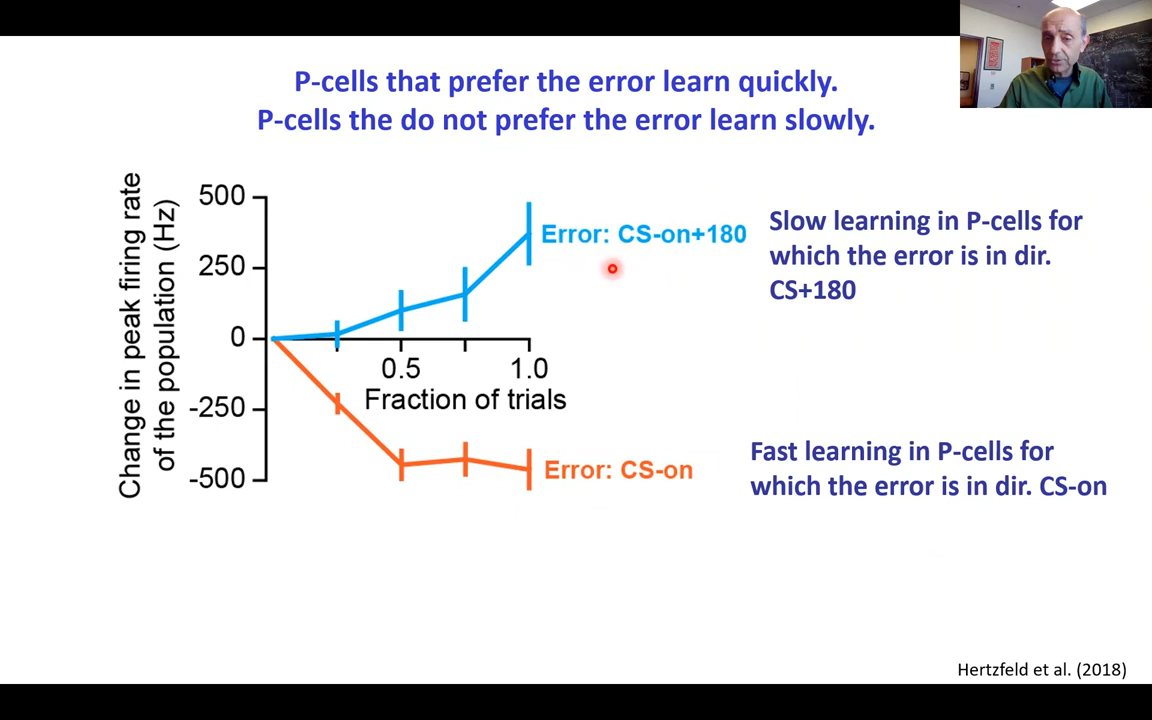 P-cells that prefer the error learn quickly.
P-cells the do not prefer the error learn slowly.
Change in peak firing rate
of the population (Hz)
500
250
0
-250
-500
0.5
1.0
Fraction of trials
Error: CS-on+180
Error: CS-on
Slow learning in P-cells for
which the error is in dir.
CS+180
Fast learning in P-cells for
which the error is in dir. CS-on
Hertzfeld et al. (2018)